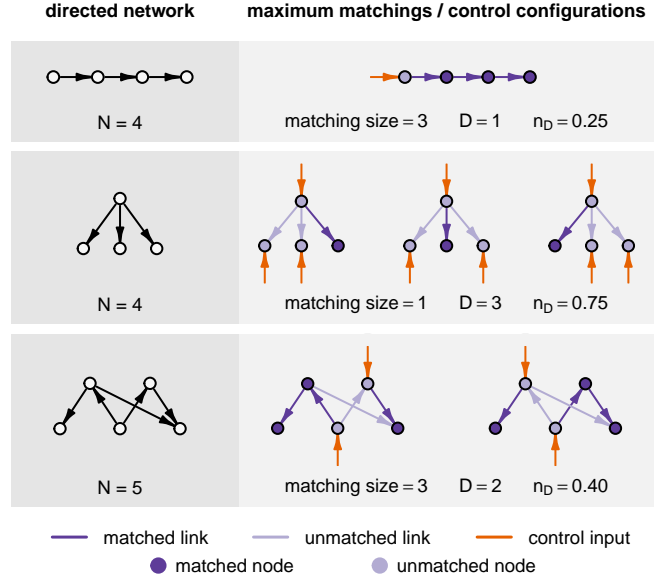 directed network
maximum matchings / control configurations
N = 4
matching size = 3 D = 1 n_D = 0.25
N = 4
matching size = 1 D = 3 n_D = 0.75
N = 5
matching size = 3 D = 2 n_D = 0.40
matched link unmatched link control input
matched node unmatched node